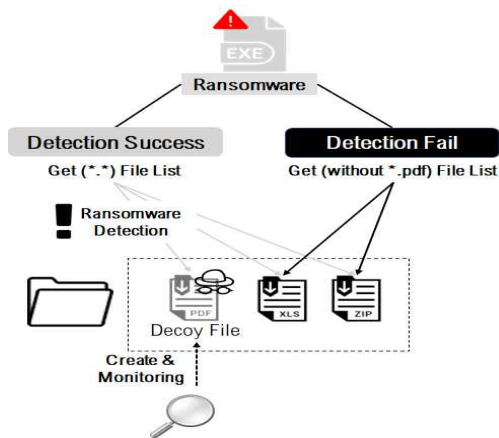 EXE
Ransomware
Detection Success
Detection Fail
Get (*.*) File List
Get (without *.pdf) File List
Ransomware
Detection
PDF
XLS
ZIP
Decoy File
Create &
Monitoring